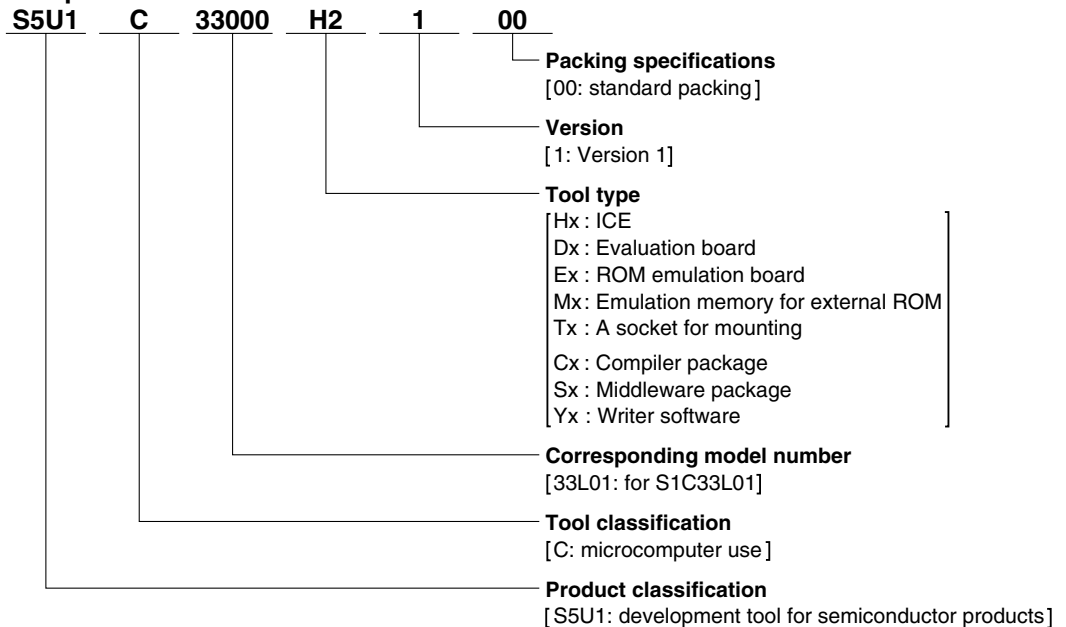 S5U1 C 33000 H2 1 00
Packing specifications
[00: standard packing]
Version
[1: Version 1]
Tool type
Hx : ICE
Dx : Evaluation board
Ex : ROM emulation board
Mx : Emulation memory for external ROM
Tx : A socket for mounting
Cx : Compiler package
Sx : Middleware package
Yx : Writer software
Corresponding model number
[33L01: for S1C33L01]
Tool classification
[C: microcomputer use]
Product classification
[S5U1: development tool for semiconductor products]